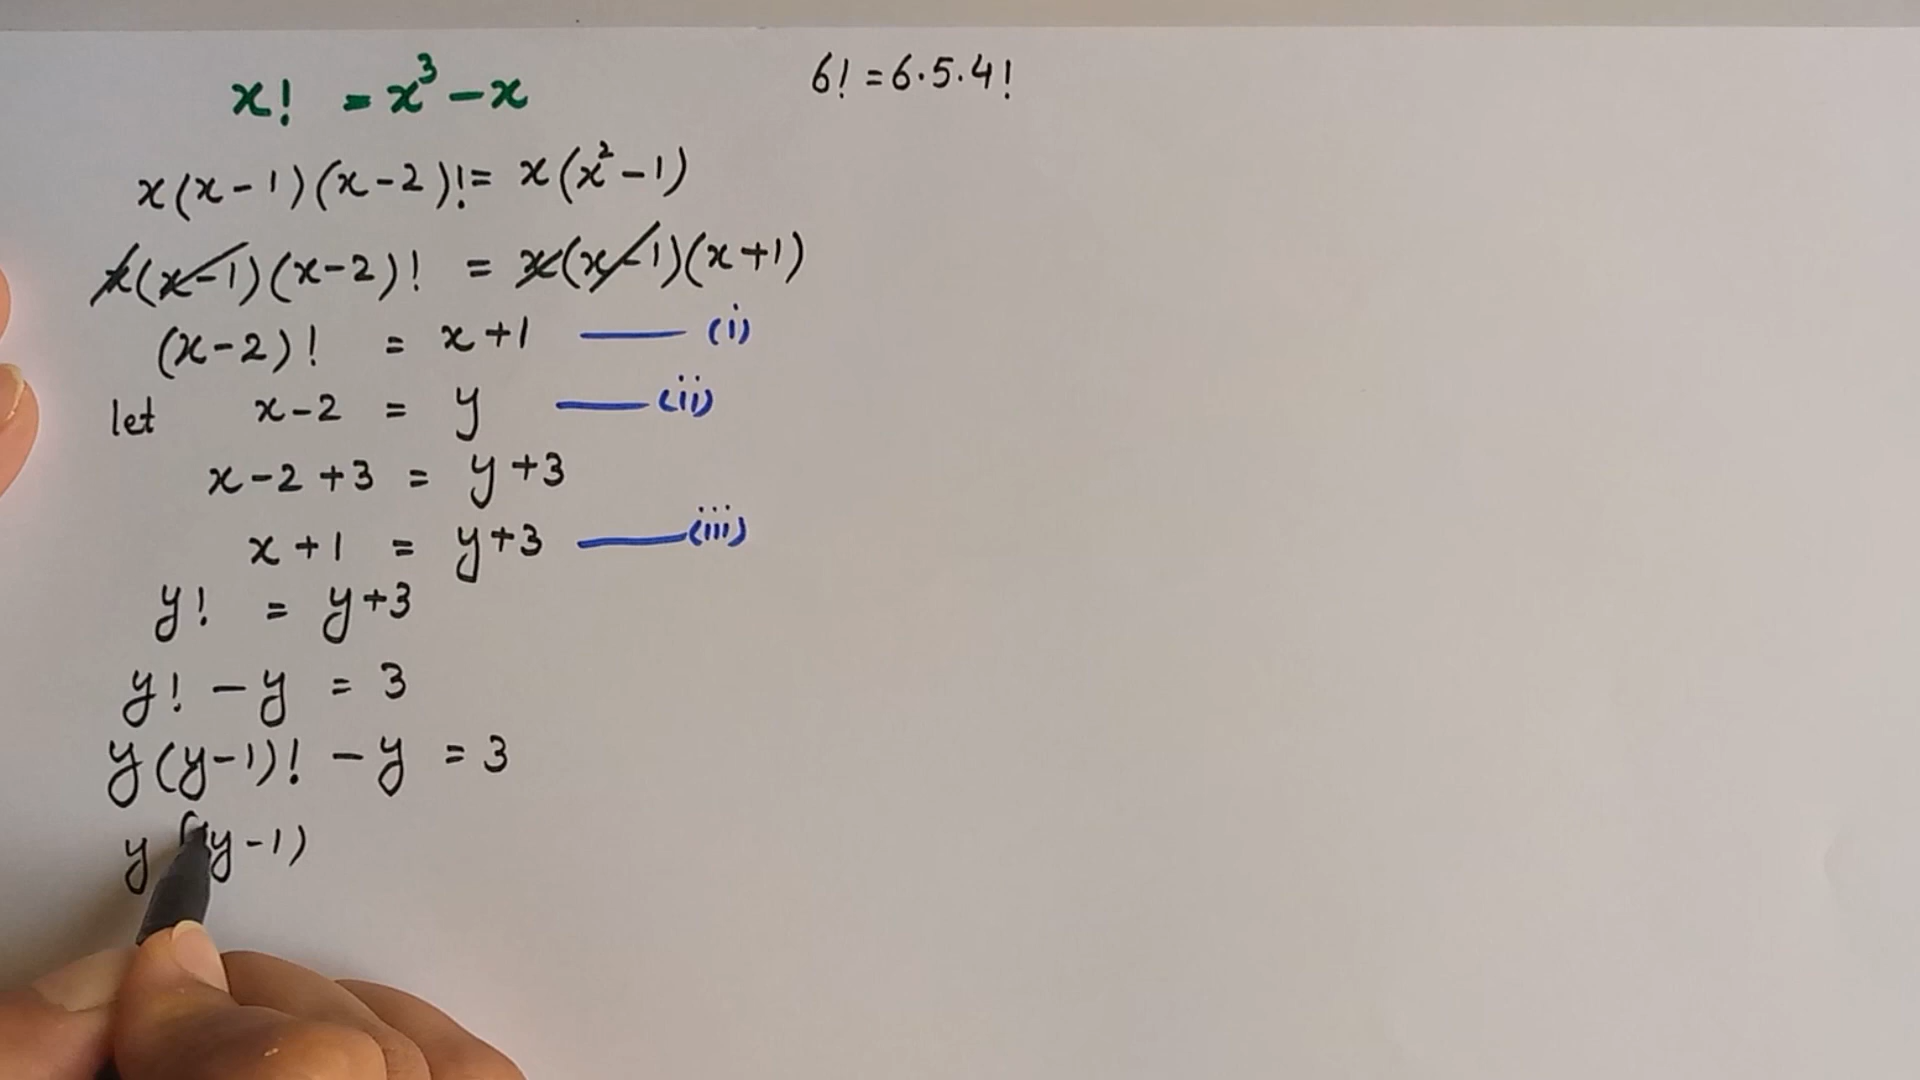 x! = x³ - x
6! = 6·5·4!
x(x-1)(x-2)! = x(x²-1)
x(x-1)(x-2)! = x(x-1)(x+1)
(x-2)! = x+1 —— (i)
let x-2 = y —— (ii)
x-2+3 = y+3
x+1 = y+3 —— (iii)
y! = y+3
y! - y = 3
y(y-1)! - y = 3
y (y-1)